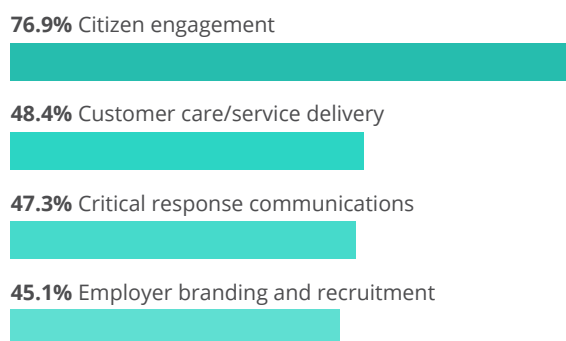 76.9% Citizen engagement
48.4% Customer care/service delivery
47.3% Critical response communications
45.1% Employer branding and recruitment